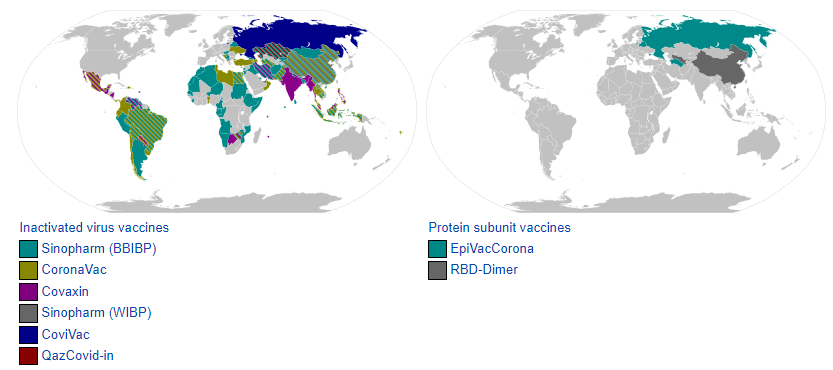 Inactivated virus vaccines
Sinopharm (BBIBP)
CoronaVac
Covaxin
Sinopharm (WIBP)
CoviVac
QazCovid-in
Protein subunit vaccines
EpiVacCorona
RBD-Dimer